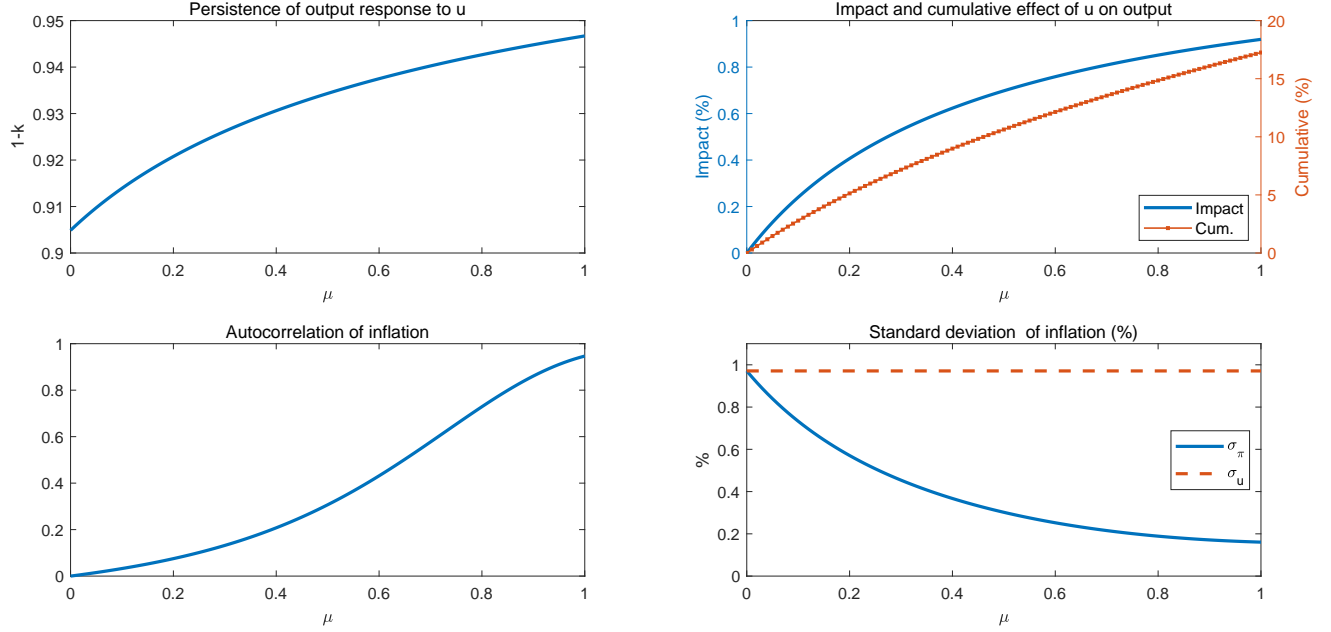 Persistence of output response to u
0.95
0.94
0.93
0.92
0.91
0.9
1-k
0 0.2 0.4 0.6 0.8 1
μ
Impact and cumulative effect of u on output
1
0.8
0.6
0.4
0.2
0
Impact (%)
20
15
10
5
0
Cumulative (%)
Impact
Cum.
0 0.2 0.4 0.6 0.8 1
μ
Autocorrelation of inflation
1
0.8
0.6
0.4
0.2
0
0 0.2 0.4 0.6 0.8 1
μ
Standard deviation of inflation (%)
1
0.8
0.6
0.4
0.2
0
%
σπ
σu
0 0.2 0.4 0.6 0.8 1
μ